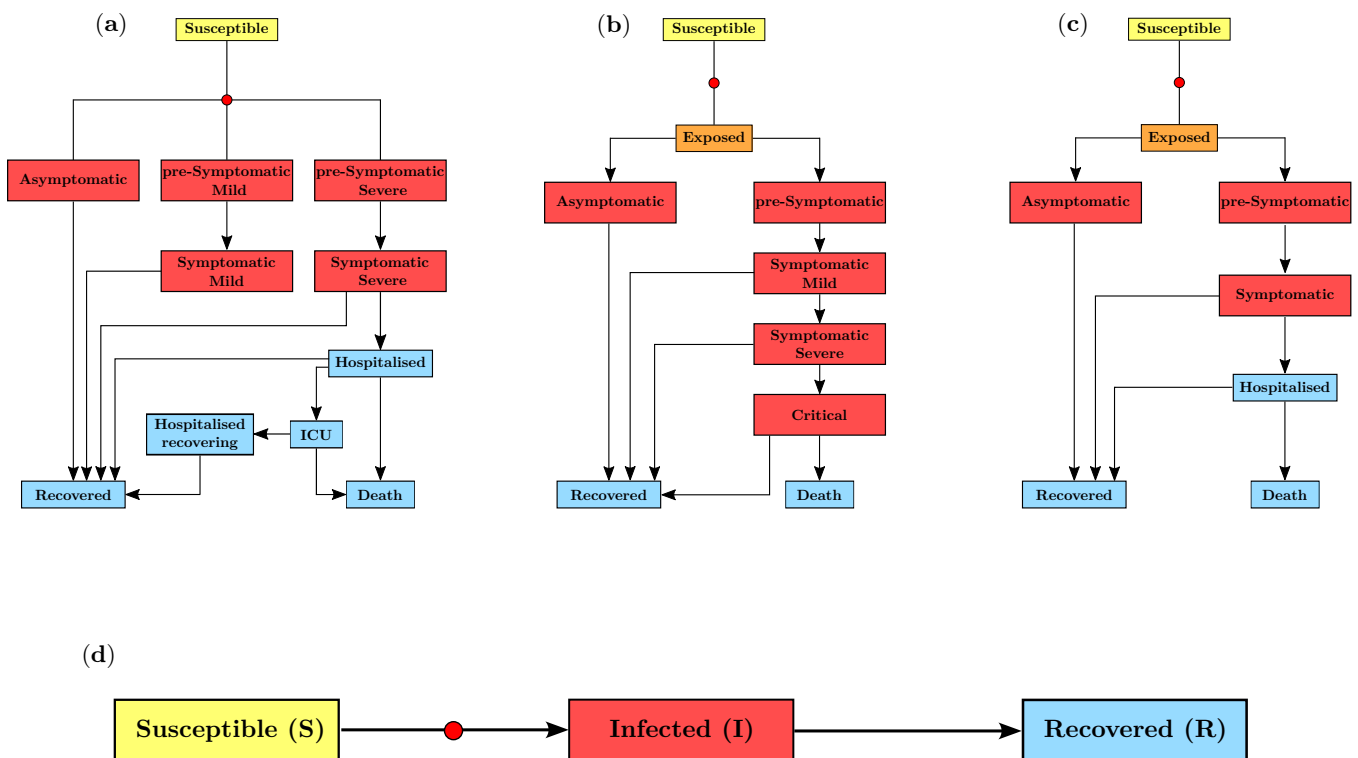 (a)
Susceptible
Asymptomatic
pre-Symptomatic
Mild
pre-Symptomatic
Severe
Symptomatic
Mild
Symptomatic
Severe
Hospitalised
Hospitalised
recovering
ICU
Recovered
Death
(b)
Susceptible
Exposed
Asymptomatic
pre-Symptomatic
Symptomatic
Mild
Symptomatic
Severe
Critical
Recovered
Death
(c)
Susceptible
Exposed
Asymptomatic
pre-Symptomatic
Symptomatic
Hospitalised
Recovered
Death
(d)
Susceptible (S)
Infected (I)
Recovered (R)